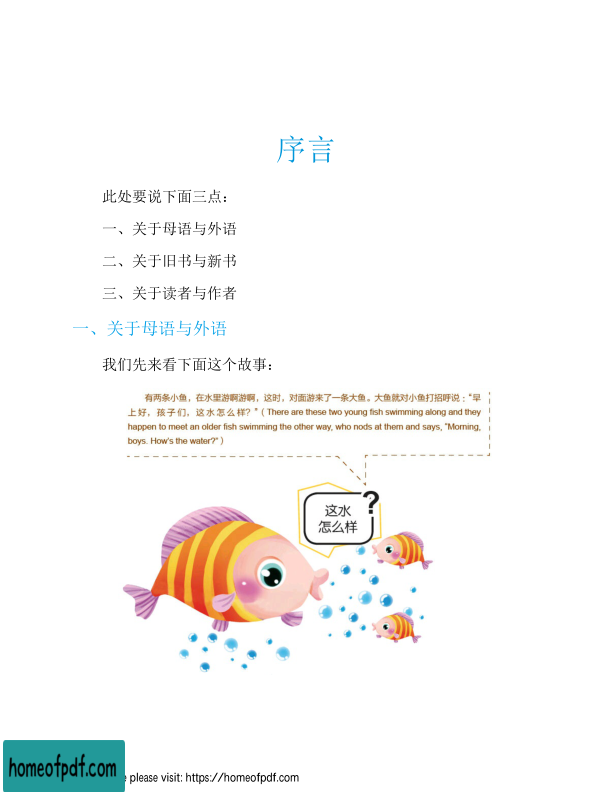 序言
此处要说下面三点：
一、关于母语与外语
二、关于旧书与新书
三、关于读者与作者
一、关于母语与外语
我们先来看下面这个故事：
有两条小鱼，在水里游啊游啊，这时，对面游来了一条大鱼。大鱼就对小鱼打招呼说：“早
上好，孩子们，这水怎么样？”（There are these two young fish swimming along and they
happen to meet an older fish swimming the other way, who nods at them and says, “Morning,
boys. How’s the water?”）
这水
怎么样
?
homeofpdf.com
please visit: https://homeofpdf.com